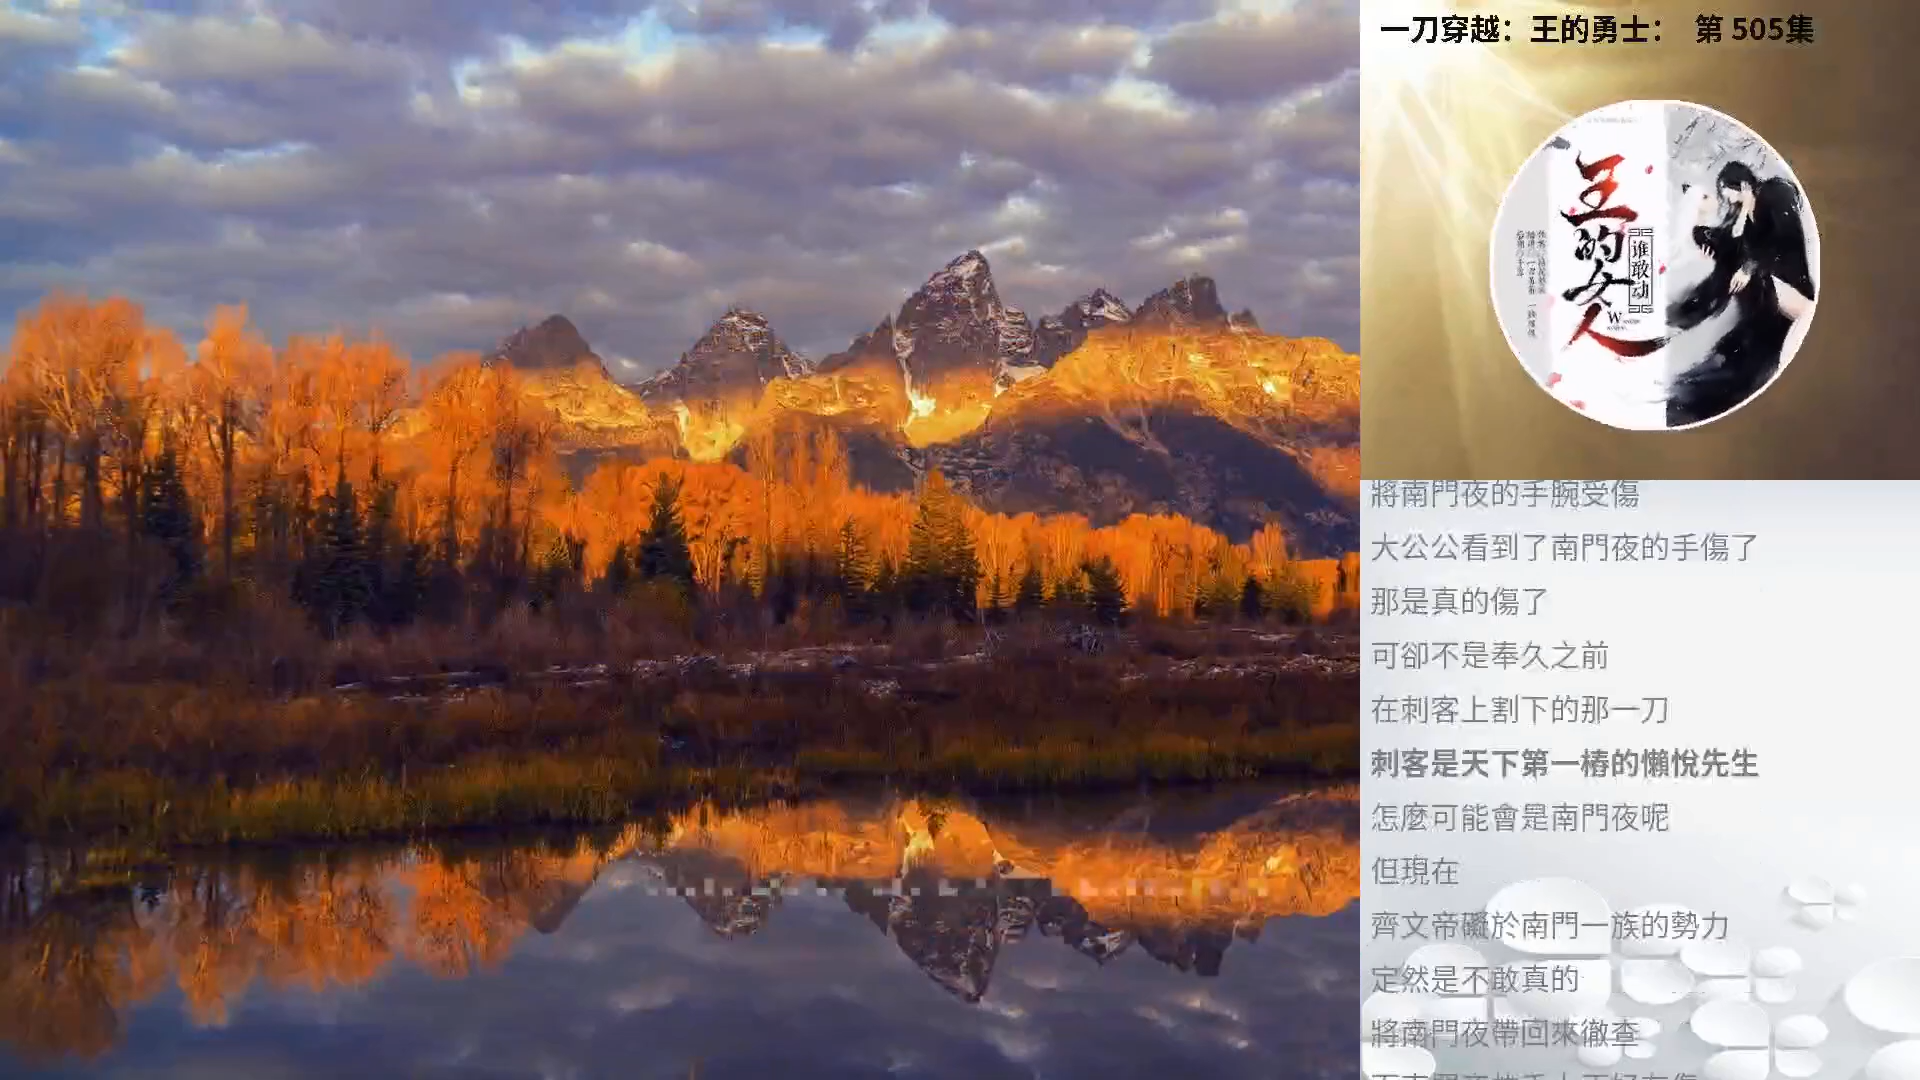 一刀穿越：王的勇士： 第 505集
王的女人
谁敢动
W
將南門夜的手腕受傷
大公公看到了南門夜的手傷了
那是真的傷了
可卻不是奉久之前
在刺客上割下的那一刀
刺客是天下第一樁的懶悅先生
怎麼可能會是南門夜呢
但現在
齊文帝礙於南門一族的勢力
定然是不敢真的
將南門夜帶回來徹查